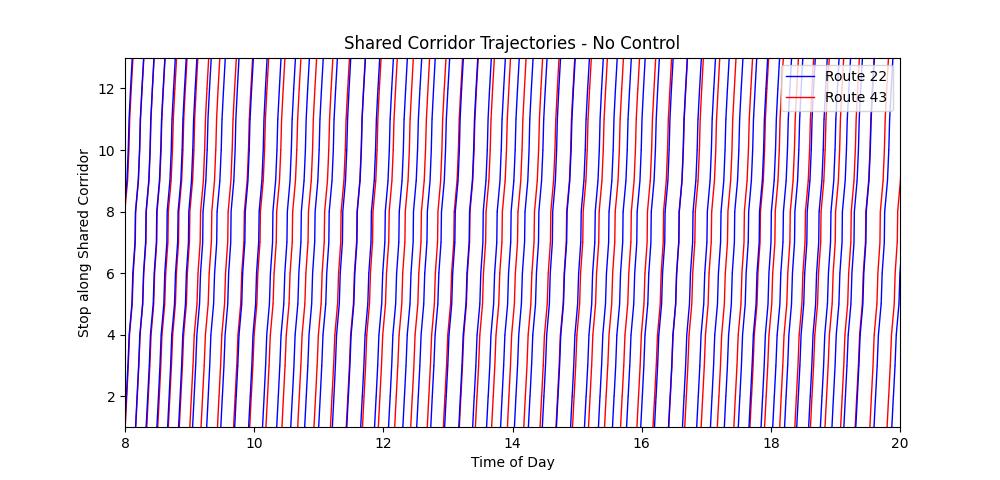 Shared Corridor Trajectories - No Control
Route 22
Route 43
12
10
8
6
4
2
Stop along Shared Corridor
8 10 12 14 16 18 20
Time of Day